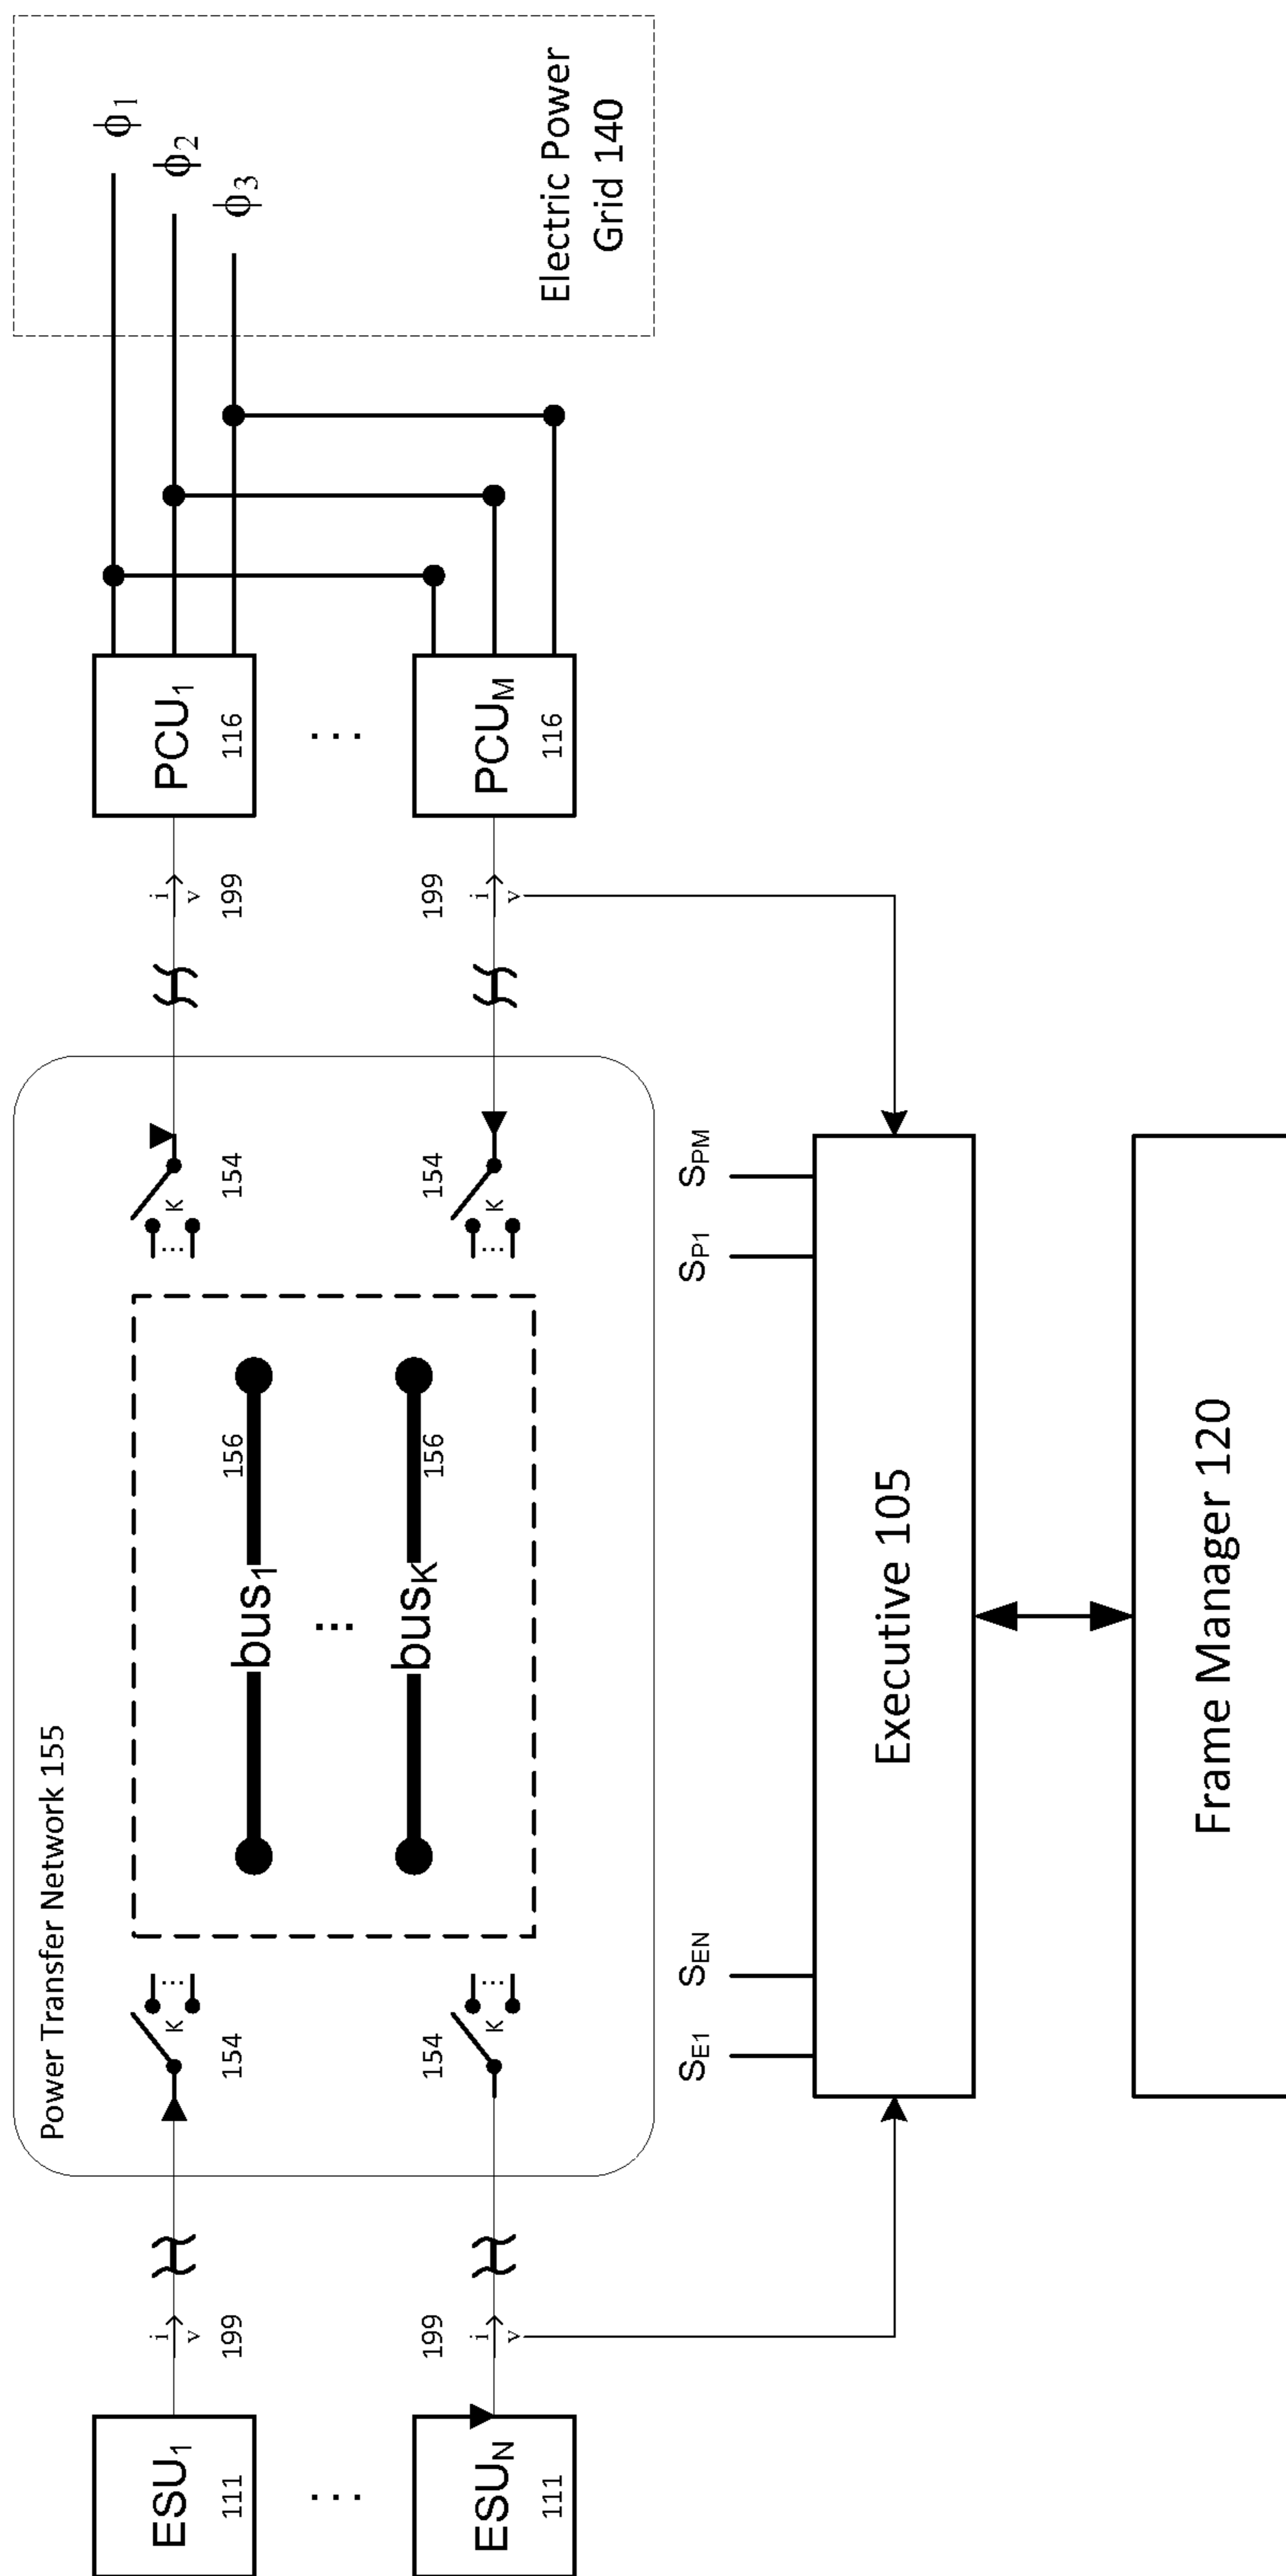 Power Transfer Network 155
ESU1
111
...
ESUN
111
i
v
199
199
i
v
K
...
154
154
K
...
bus1
156
...
busK
156
K
...
154
154
K
...
i
v
199
199
i
v
PCU1
116
...
PCUM
116
ϕ1
ϕ2
ϕ3
Electric Power
Grid 140
SE1
SEN
SP1
SPM
Executive 105
Frame Manager 120